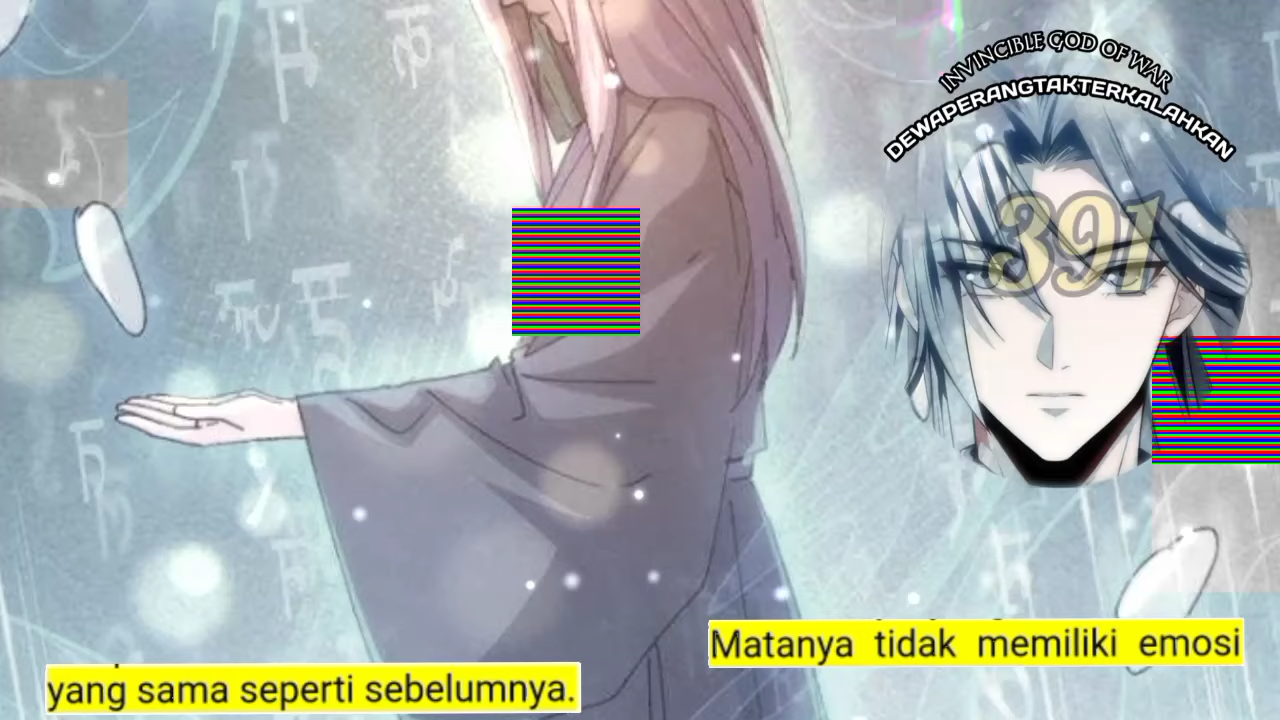 INVINCIBLE GOD OF WAR
DEWAPERANGTAKTERKALAHKAN
391
Matanya tidak memiliki emosi
yang sama seperti sebelumnya.